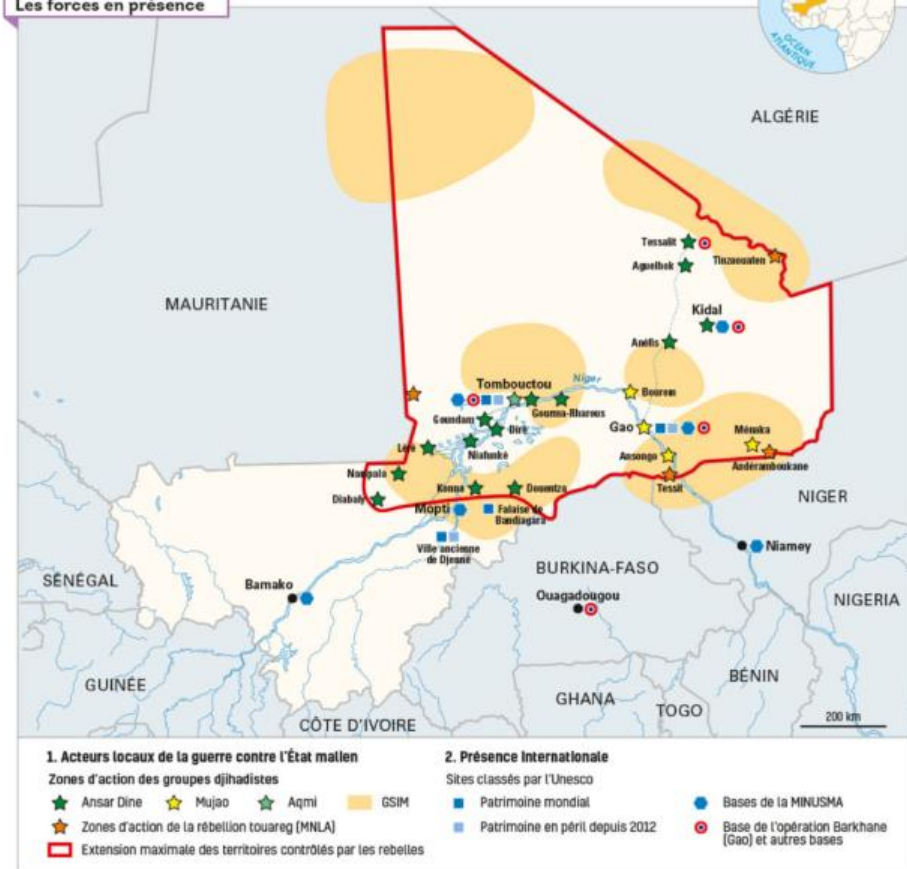 Les forces en présence
OCÉAN
ATLANTIQUE
ALGÉRIE
MAURITANIE
Tessalit
Tinzaouaten
Aguelhok
Kidal
Anéfis
Niger
Tombouctou
Bourem
Gourma-Rharous
Goundam
Diré
Gao
Ménaka
Niafunké
Léré
Ansongo
Andéramboukane
Nampala
Tessit
Konna
Douentza
NIGER
Diabaly
Mopti
Falaise de
Bandiagara
Ville ancienne
de Djenné
Niamey
SÉNÉGAL
BURKINA-FASO
Bamako
Ouagadougou
NIGERIA
GUINÉE
BÉNIN
GHANA
TOGO
CÔTE D'IVOIRE
200 km
1. Acteurs locaux de la guerre contre l'État malien
Zones d'action des groupes djihadistes
Ansar Dine
Mujao
Aqmi
GSIM
Zones d'action de la rébellion touareg (MNLA)
Extension maximale des territoires contrôlés par les rebelles
2. Présence internationale
Sites classés par l'Unesco
Patrimoine mondial
Patrimoine en péril depuis 2012
Bases de la MINUSMA
Base de l'opération Barkhane
(Gao) et autres bases